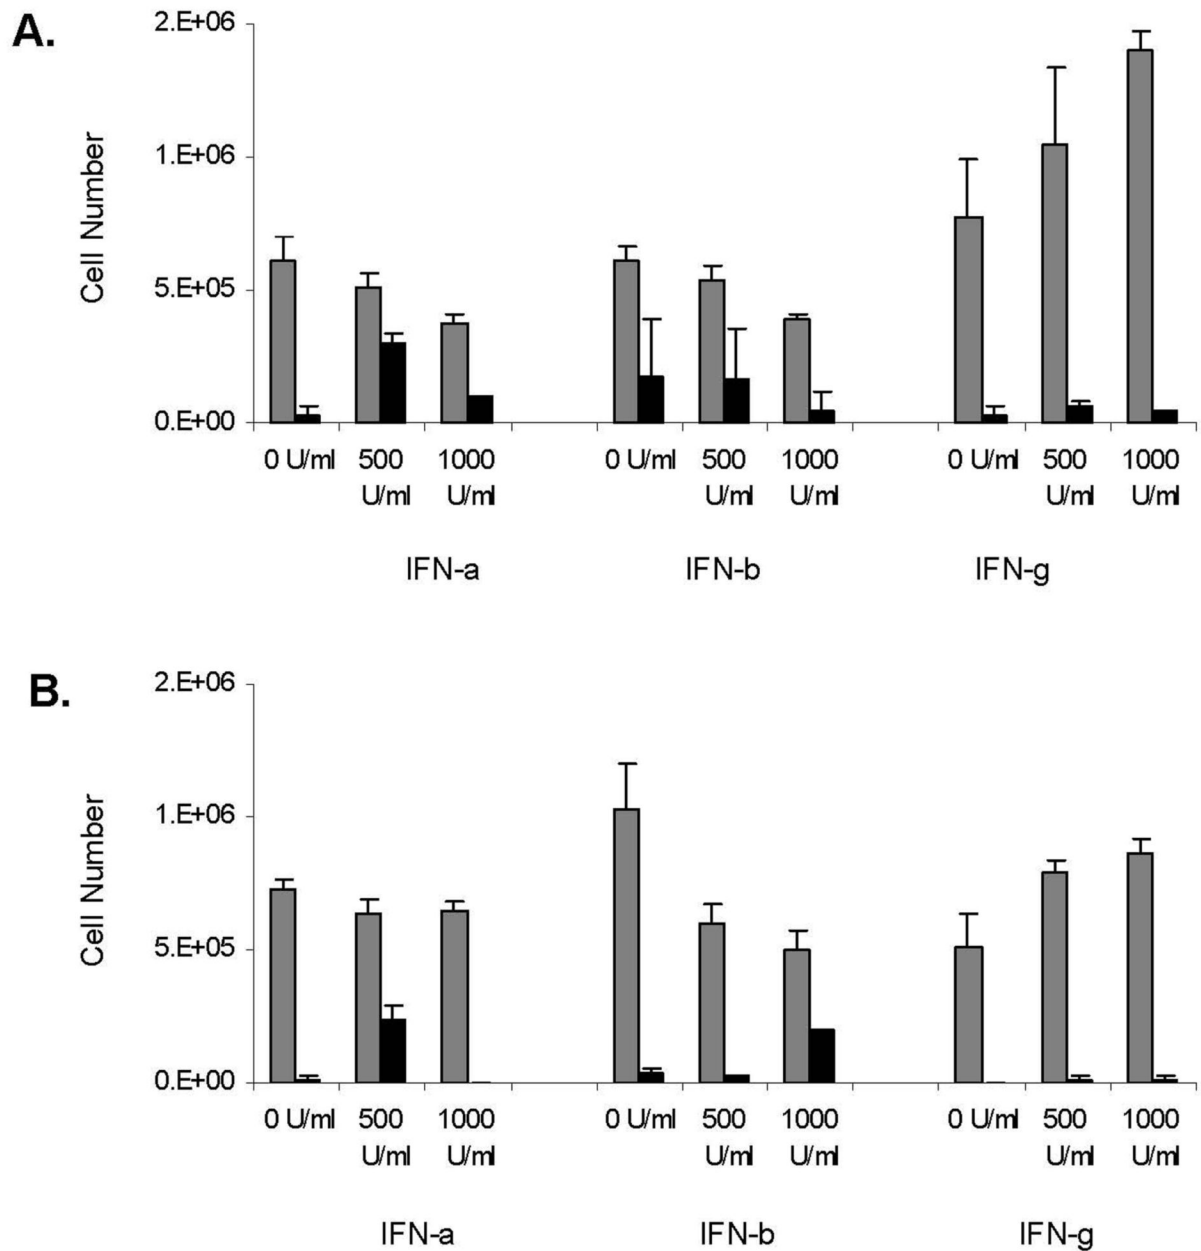 A.
Cell Number
2.E+06
1.E+06
5.E+05
0.E+00
0 U/ml 500 U/ml 1000 U/ml 0 U/ml 500 U/ml 1000 U/ml 0 U/ml 500 U/ml 1000 U/ml
IFN-a IFN-b IFN-g
B.
Cell Number
2.E+06
1.E+06
5.E+05
0.E+00
0 U/ml 500 U/ml 1000 U/ml 0 U/ml 500 U/ml 1000 U/ml 0 U/ml 500 U/ml 1000 U/ml
IFN-a IFN-b IFN-g